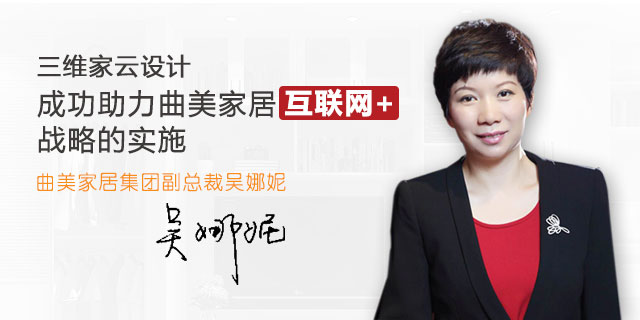 三维家云设计
成功助力曲美家居互联网+
战略的实施
曲美家居集团副总裁吴娜妮
吴娜妮